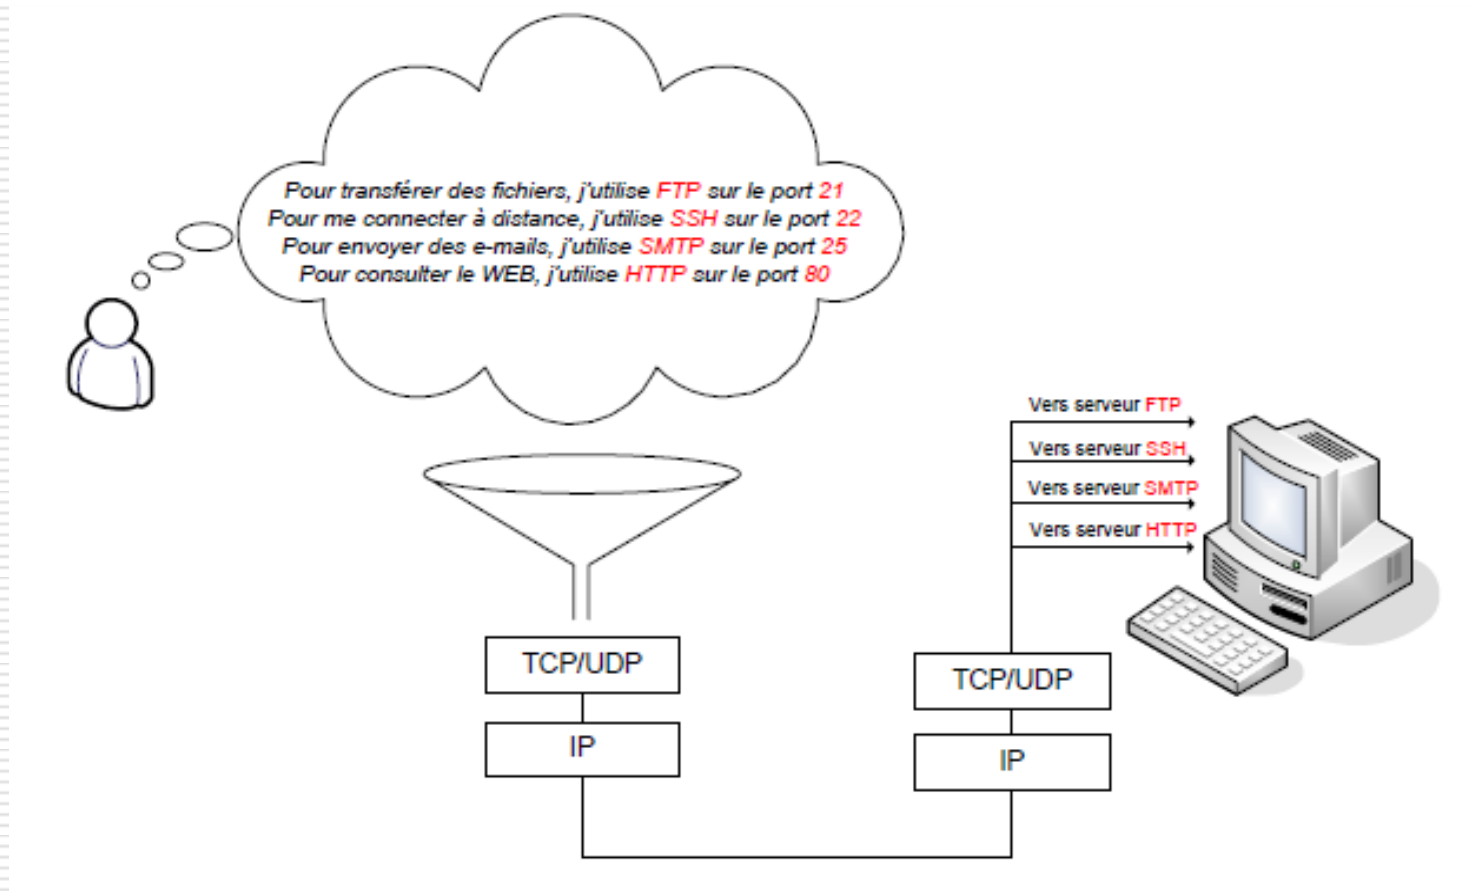 Pour transférer des fichiers, j'utilise FTP sur le port 21
Pour me connecter à distance, j'utilise SSH sur le port 22
Pour envoyer des e-mails, j'utilise SMTP sur le port 25
Pour consulter le WEB, j'utilise HTTP sur le port 80
Vers serveur FTP
Vers serveur SSH
Vers serveur SMTP
Vers serveur HTTP
TCP/UDP
IP
TCP/UDP
IP